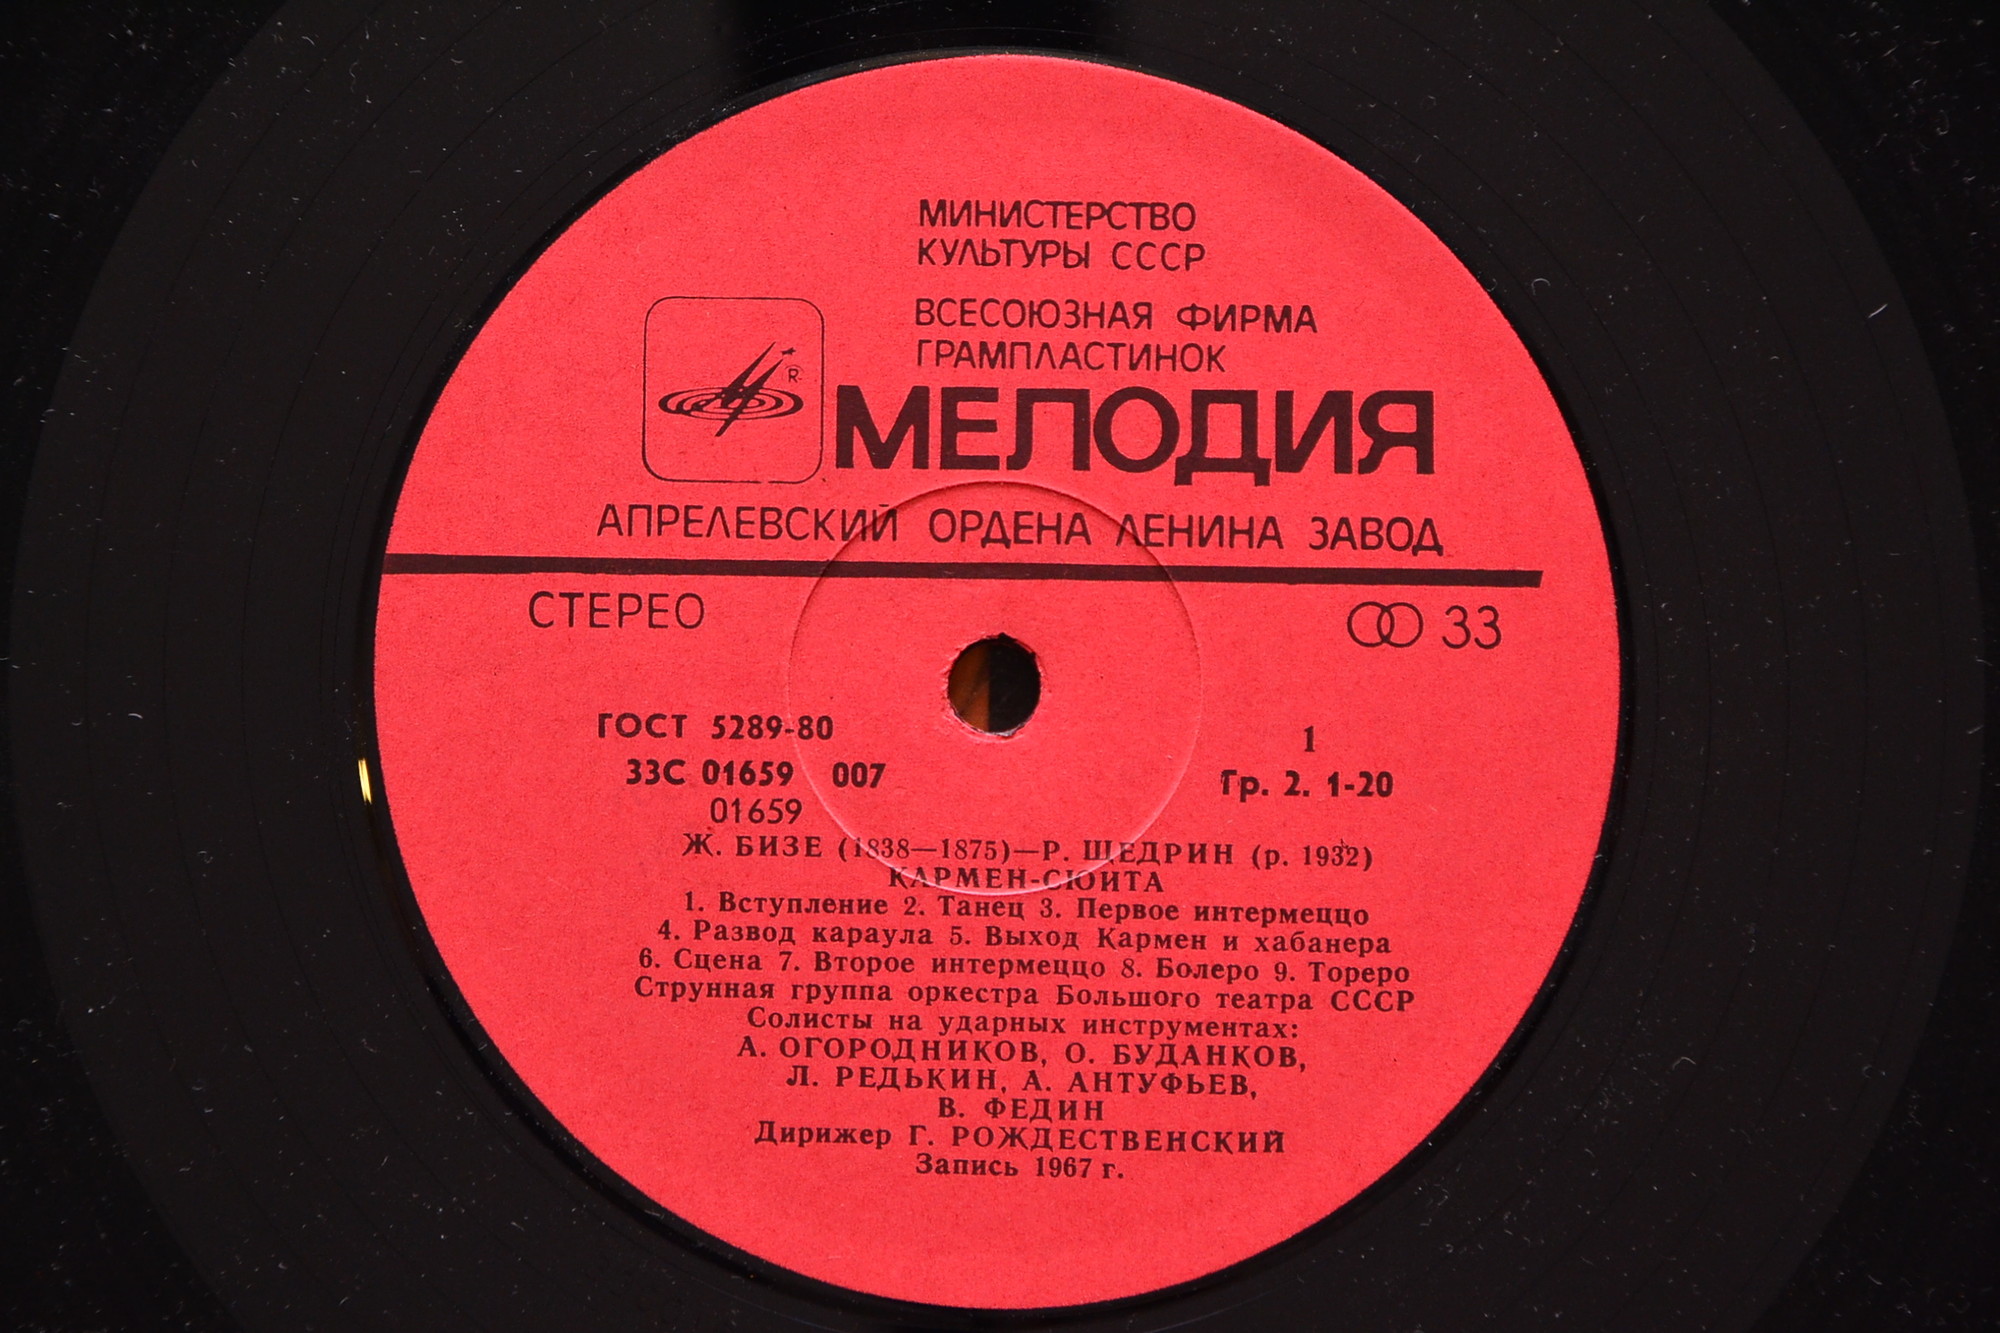 МИНИСТЕРСТВО
КУЛЬТУРЫ СССР
ВСЕСОЮЗНАЯ ФИРМА
ГРАМПЛАСТИНОК
R
МЕЛОДИЯ
АПРЕЛЕВСКИЙ ОРДЕНА ЛЕНИНА ЗАВОД
СТЕРЕО 33
ГОСТ 5289-80 1
33С 01659 007 Гр. 2. 1-20
01659
Ж. БИЗЕ (1838—1875)—Р. ЩЕДРИН (р. 1932)
КАРМЕН-СЮИТА
1. Вступление 2. Танец 3. Первое интермеццо
4. Развод караула 5. Выход Кармен и хабанера
6. Сцена 7. Второе интермеццо 8. Болеро 9. Тореро
Струнная группа оркестра Большого театра СССР
Солисты на ударных инструментах:
А. ОГОРОДНИКОВ, О. БУДАНКОВ,
Л. РЕДЬКИН, А. АНТУФЬЕВ,
В. ФЕДИН
Дирижер Г. РОЖДЕСТВЕНСКИЙ
Запись 1967 г.